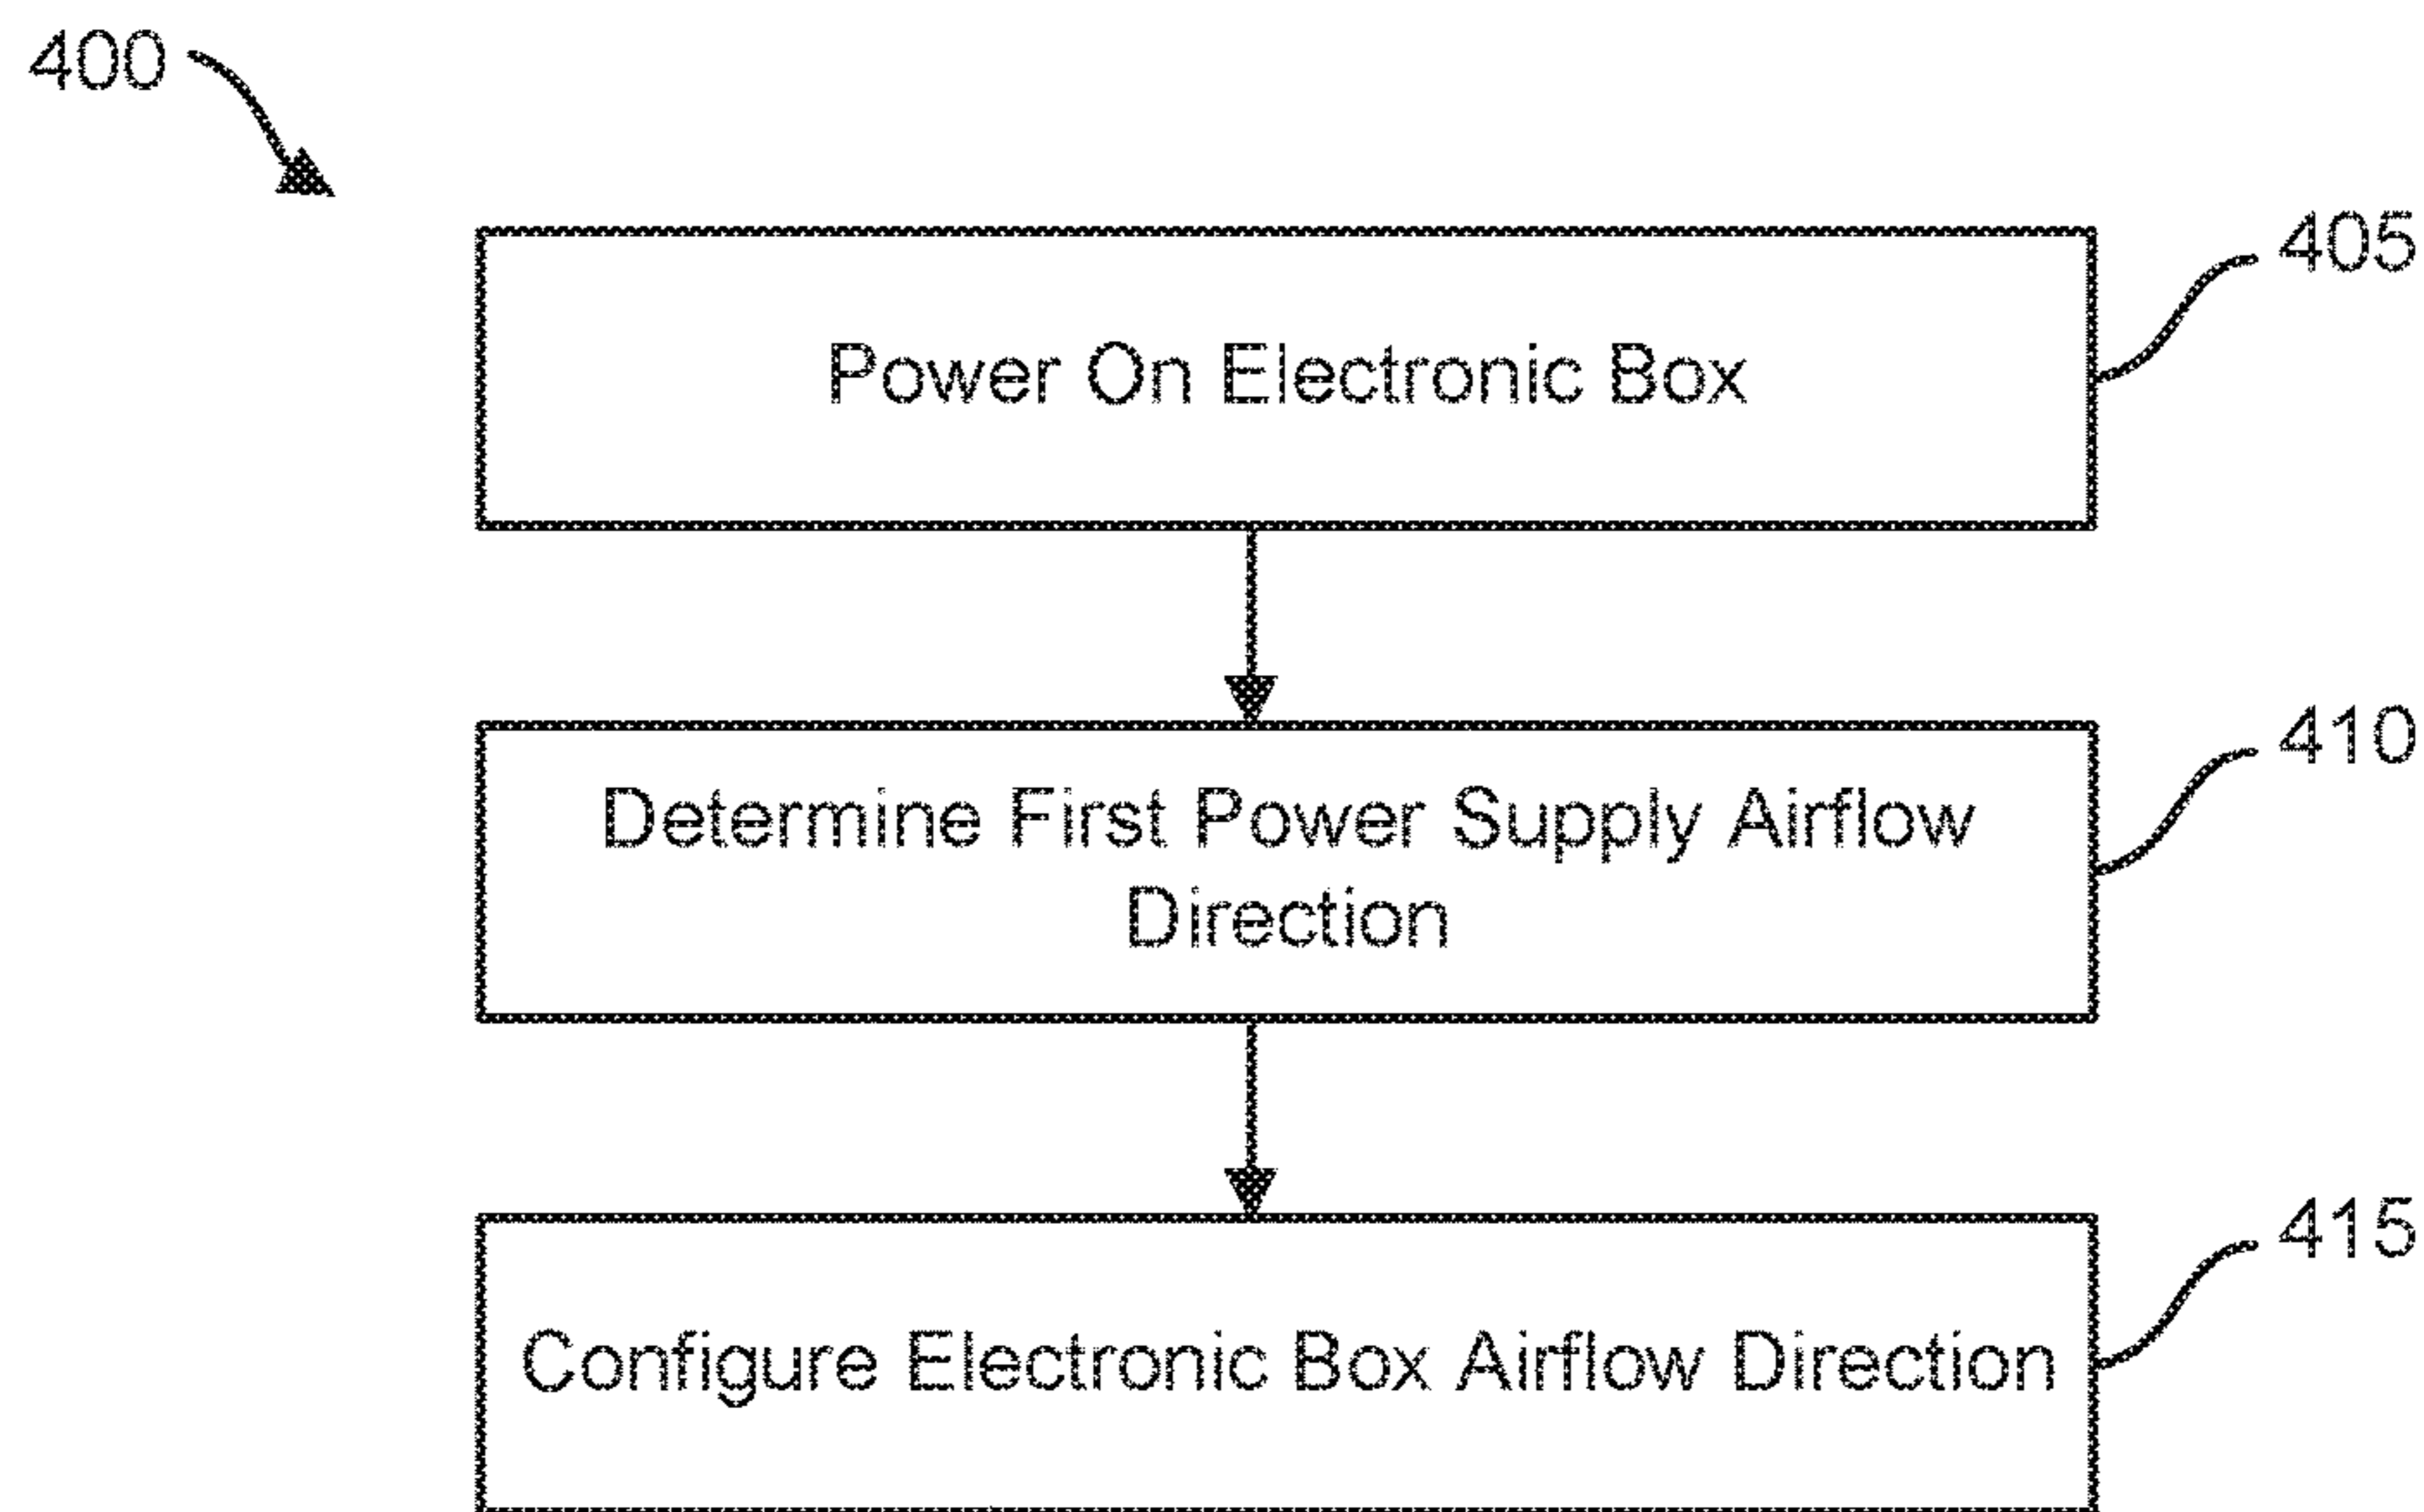 400
405
Power On Electronic Box
410
Determine First Power Supply Airflow
Direction
415
Configure Electronic Box Airflow Direction